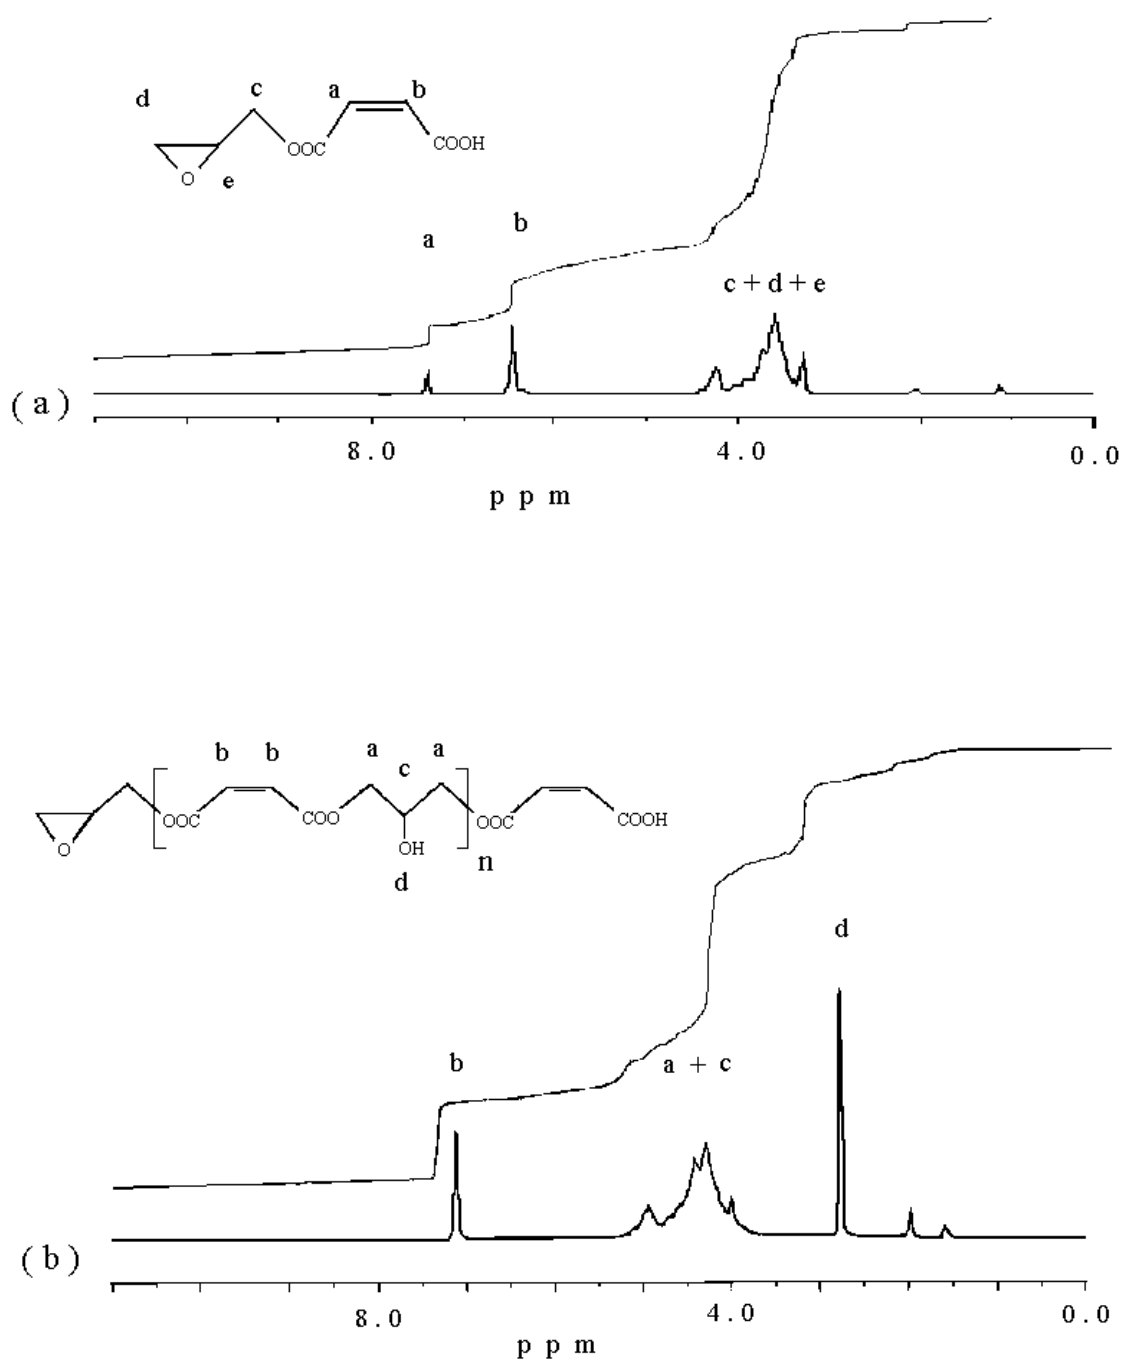 d c a b
OOC COOH
O e
a b
c + d + e
( a )
8.0 4.0 0.0
p p m
b b a a
c
OOC COO OOC COOH
O OH n
d
d
b a + c
( b )
8.0 4.0 0.0
p p m